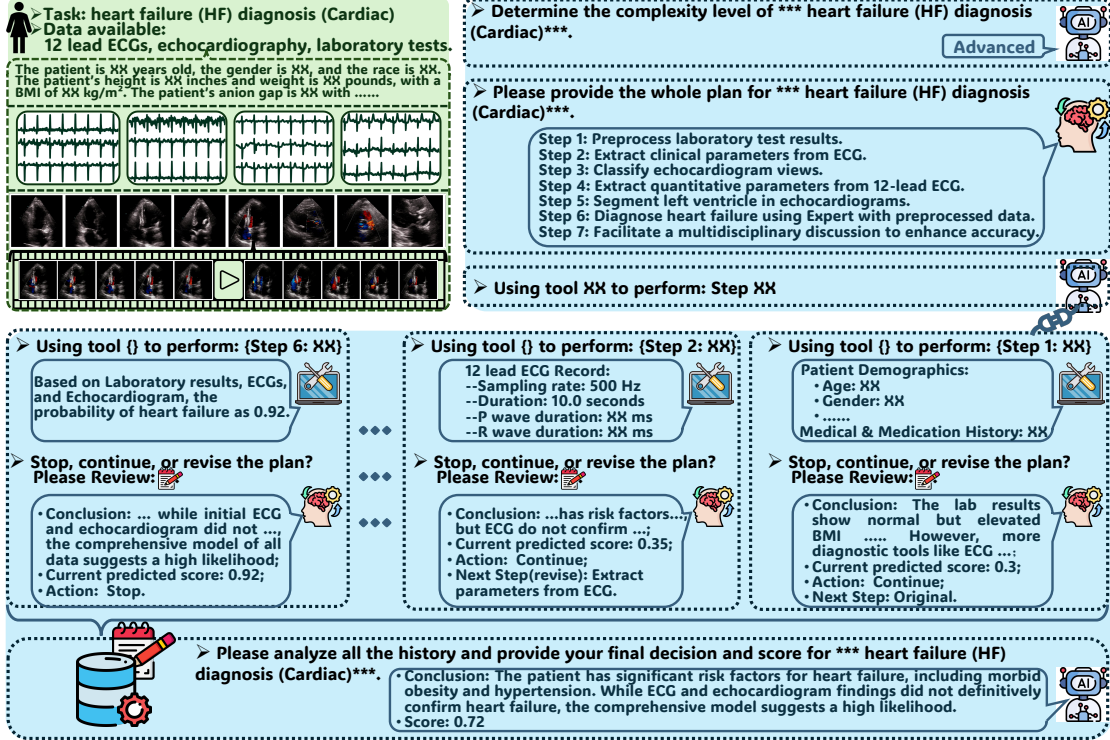 ➢Task: heart failure (HF) diagnosis (Cardiac)
➢Data available:
12 lead ECGs, echocardiography, laboratory tests.
The patient is XX years old, the gender is XX, and the race is XX.
The patient's height is XX inches and weight is XX pounds, with a
BMI of XX kg/m². The patient's anion gap is XX with ......
➢ Determine the complexity level of *** heart failure (HF) diagnosis
(Cardiac)***.
AI
Advanced
➢ Please provide the whole plan for *** heart failure (HF) diagnosis
(Cardiac)***.
Step 1: Preprocess laboratory test results.
Step 2: Extract clinical parameters from ECG.
Step 3: Classify echocardiogram views.
Step 4: Extract quantitative parameters from 12-lead ECG.
Step 5: Segment left ventricle in echocardiograms.
Step 6: Diagnose heart failure using Expert with preprocessed data.
Step 7: Facilitate a multidisciplinary discussion to enhance accuracy.
➢ Using tool XX to perform: Step XX
AI
➢ Using tool {} to perform: {Step 6: XX}
Based on Laboratory results, ECGs,
and Echocardiogram, the
probability of heart failure as 0.92.
➢ Stop, continue, or revise the plan?
Please Review:
• Conclusion: ... while initial ECG
and echocardiogram did not ...,
the comprehensive model of all
data suggests a high likelihood;
• Current predicted score: 0.92;
• Action: Stop.
➢ Using tool {} to perform: {Step 2: XX}
12 lead ECG Record:
--Sampling rate: 500 Hz
--Duration: 10.0 seconds
--P wave duration: XX ms
--R wave duration: XX ms
➢ Stop, continue, or revise the plan?
Please Review:
• Conclusion: ...has risk factors...,
but ECG do not confirm ...;
• Current predicted score: 0.35;
• Action: Continue;
• Next Step(revise): Extract
parameters from ECG.
➢ Using tool {} to perform: {Step 1: XX}
Patient Demographics:
• Age: XX
• Gender: XX
• ......
Medical & Medication History: XX
➢ Stop, continue, or revise the plan?
Please Review:
• Conclusion: The lab results
show normal but elevated
BMI ..... However, more
diagnostic tools like ECG ...;
• Current predicted score: 0.3;
• Action: Continue;
• Next Step: Original.
➢ Please analyze all the history and provide your final decision and score for *** heart failure (HF)
diagnosis (Cardiac)***.
• Conclusion: The patient has significant risk factors for heart failure, including morbid
obesity and hypertension. While ECG and echocardiogram findings did not definitively
confirm heart failure, the comprehensive model suggests a high likelihood.
• Score: 0.72
AI